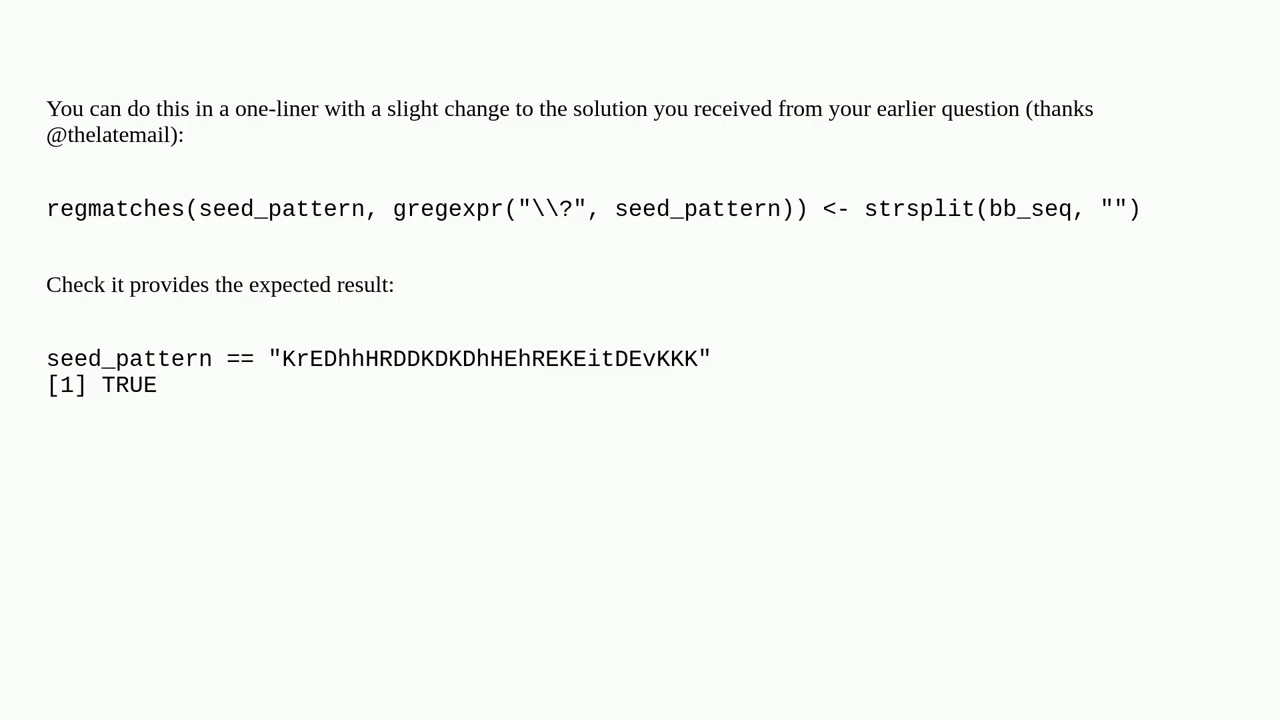 You can do this in a one-liner with a slight change to the solution you received from your earlier question (thanks
@thelatemail):
regmatches(seed_pattern, gregexpr("\\?", seed_pattern)) <- strsplit(bb_seq, "")
Check it provides the expected result:
seed_pattern == "KrEDhhHRDDKDKDhHEhREKEitDEvKKK"
[1] TRUE